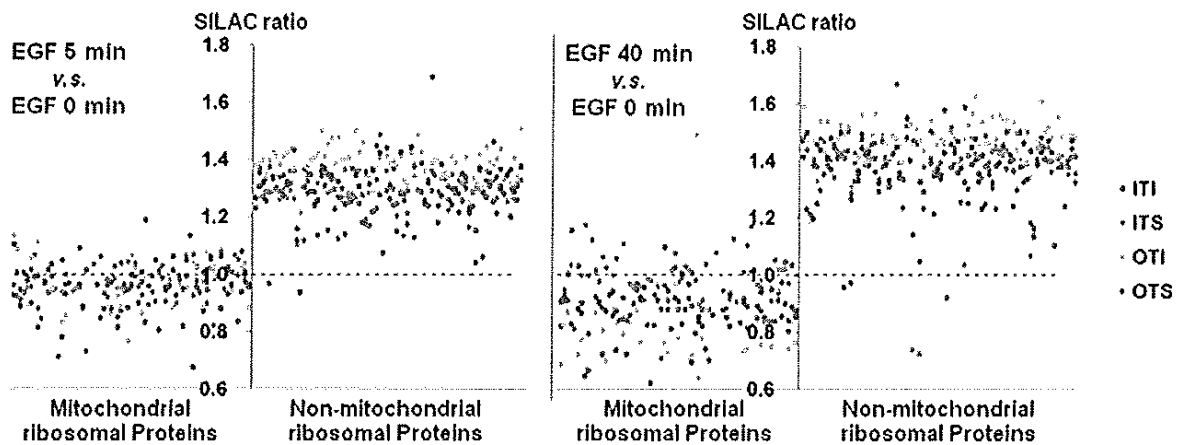 SILAC ratio
EGF 5 min
v.s.
EGF 0 min
1.8
1.6
1.4
1.2
1.0
0.8
0.6
Mitochondrial
ribosomal Proteins
Non-mitochondrial
ribosomal Proteins
SILAC ratio
EGF 40 min
v.s.
EGF 0 min
1.8
1.6
1.4
1.2
1.0
0.8
0.6
Mitochondrial
ribosomal Proteins
Non-mitochondrial
ribosomal Proteins
ITI
ITS
OTI
OTS